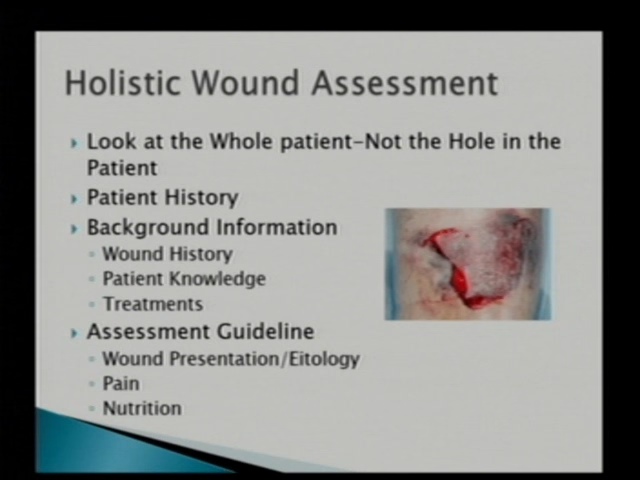 Holistic Wound Assessment
Look at the Whole patient-Not the Hole in the
Patient
Patient History
Background Information
Wound History
Patient Knowledge
Treatments
Assessment Guideline
Wound Presentation/Eitology
Pain
Nutrition